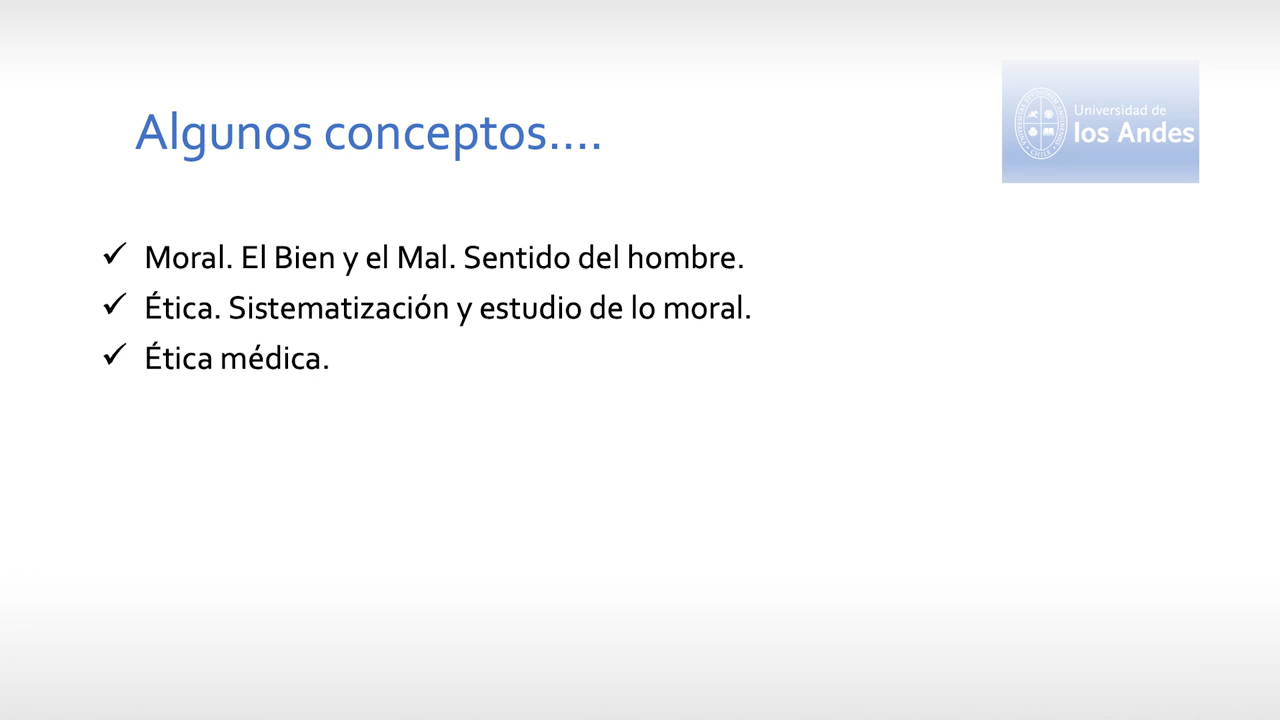 Algunos conceptos....
Universidad de
los Andes
✓ Moral. El Bien y el Mal. Sentido del hombre.
✓ Ética. Sistematización y estudio de lo moral.
✓ Ética médica.